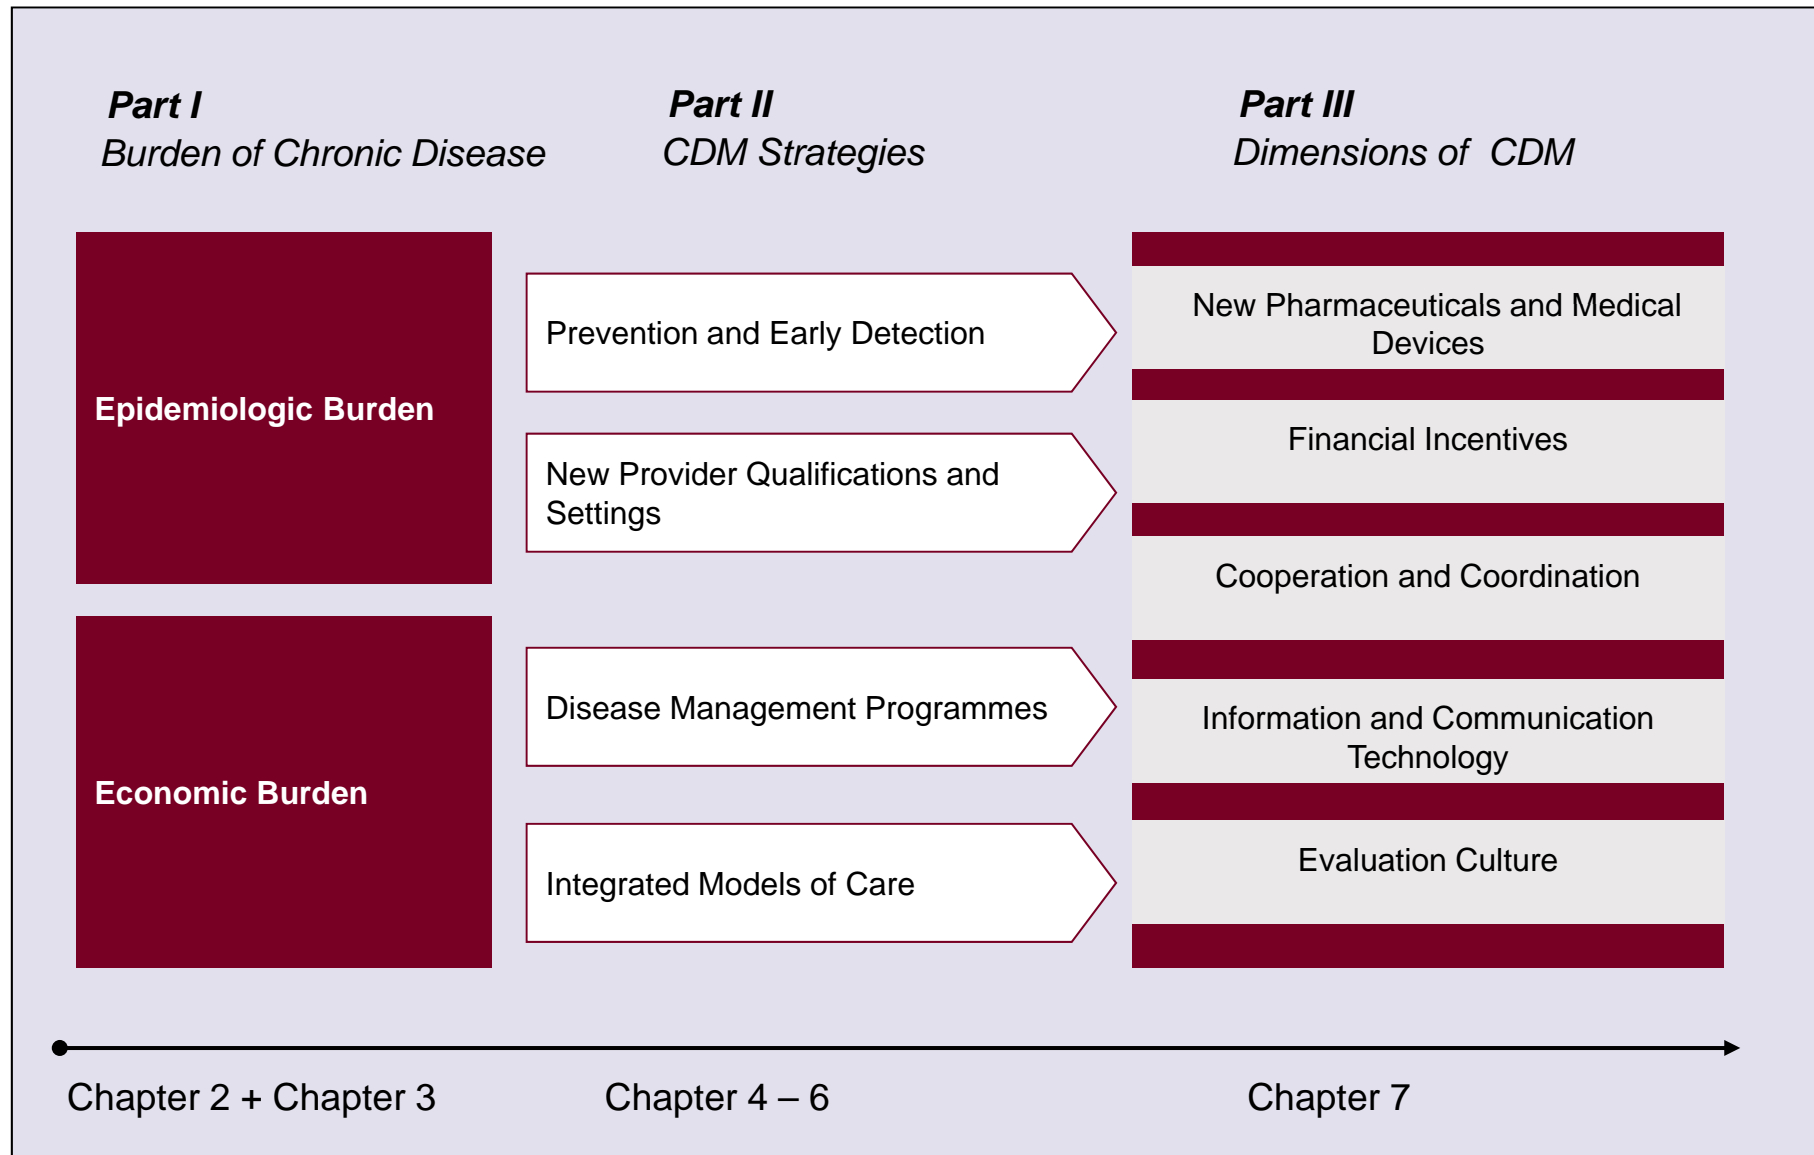 Part I
Burden of Chronic Disease
Part II
CDM Strategies
Part III
Dimensions of CDM
Epidemiologic Burden
Economic Burden
Prevention and Early Detection
New Provider Qualifications and
Settings
Disease Management Programmes
Integrated Models of Care
New Pharmaceuticals and Medical
Devices
Financial Incentives
Cooperation and Coordination
Information and Communication
Technology
Evaluation Culture
Chapter 2 + Chapter 3
Chapter 4 – 6
Chapter 7